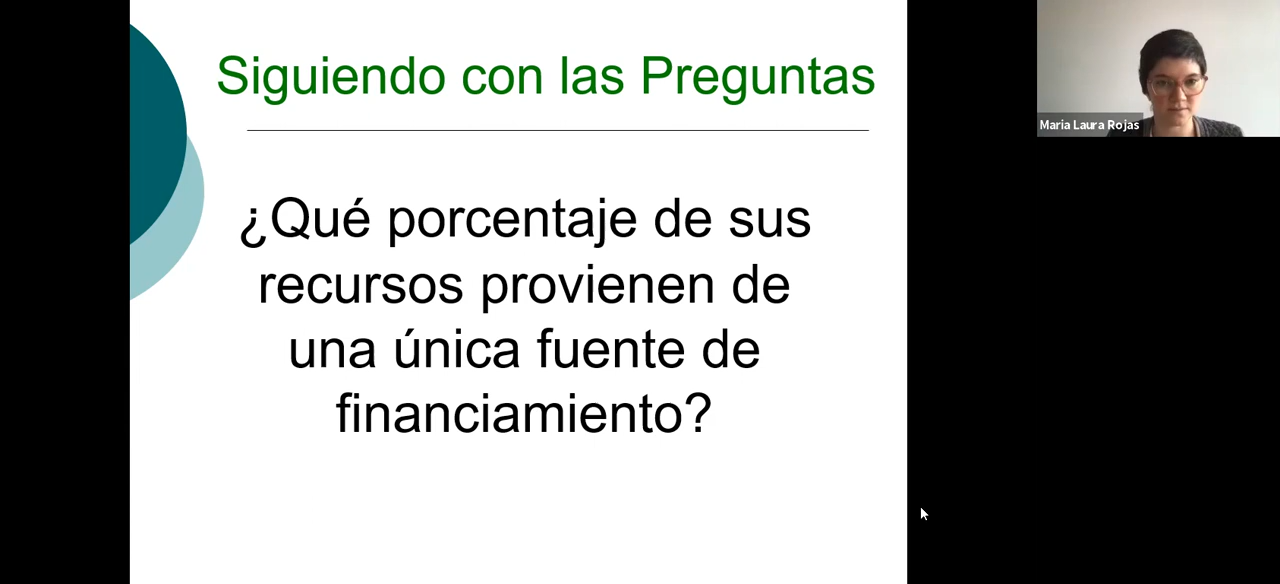 Siguiendo con las Preguntas
¿Qué porcentaje de sus
recursos provienen de
una única fuente de
financiamiento?
Maria Laura Rojas